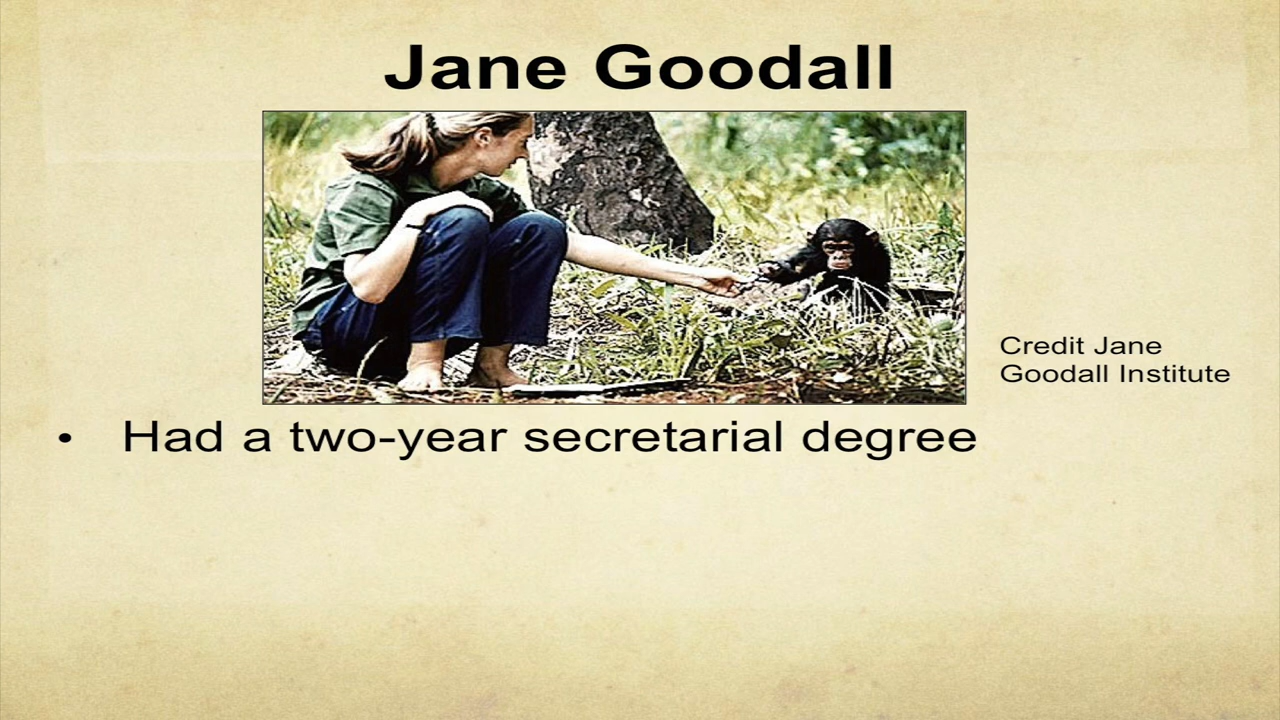 Jane Goodall
Credit Jane
Goodall Institute
• Had a two-year secretarial degree